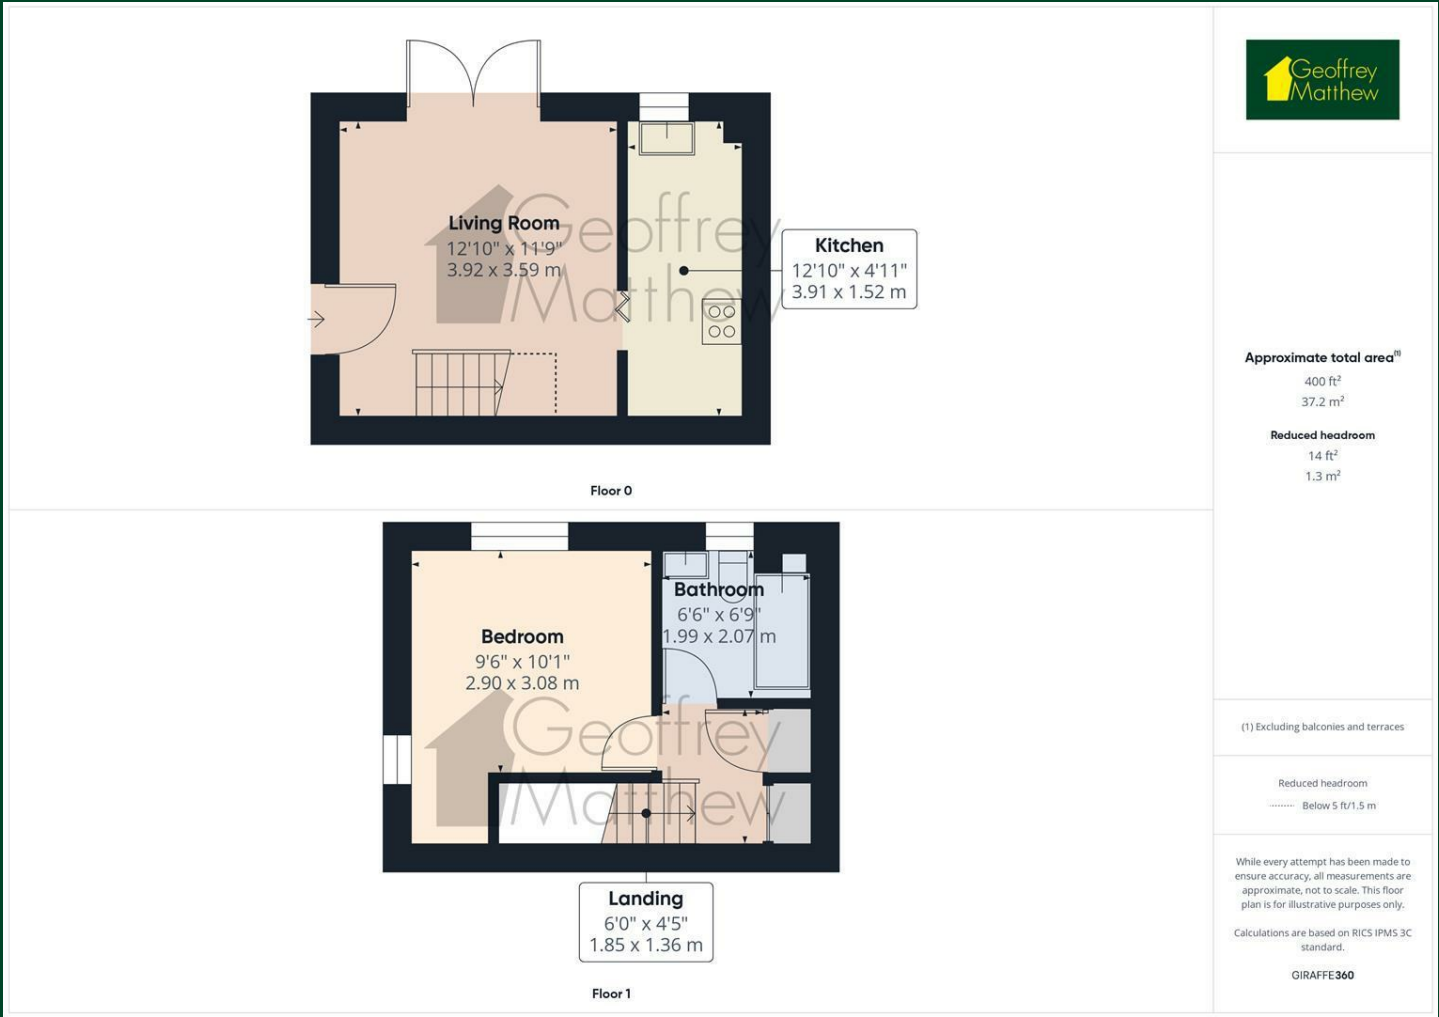 Geoffrey
Matthew
Living Room
12'10" x 11'9"
3.92 x 3.59 m
Geoffrey
Matthew
Kitchen
12'10" x 4'11"
3.91 x 1.52 m
Floor 0
Approximate total area(1)
400 ft²
37.2 m²
Reduced headroom
14 ft²
1.3 m²
Bathroom
6'6" x 6'9"
1.99 x 2.07 m
Bedroom
9'6" x 10'1"
2.90 x 3.08 m
Geoffrey
Matthew
Landing
6'0" x 4'5"
1.85 x 1.36 m
Floor 1
(1) Excluding balconies and terraces
Reduced headroom
Below 5 ft/1.5 m
While every attempt has been made to
ensure accuracy, all measurements are
approximate, not to scale. This floor
plan is for illustrative purposes only.
Calculations are based on RICS IPMS 3C
standard.
GIRAFFE360